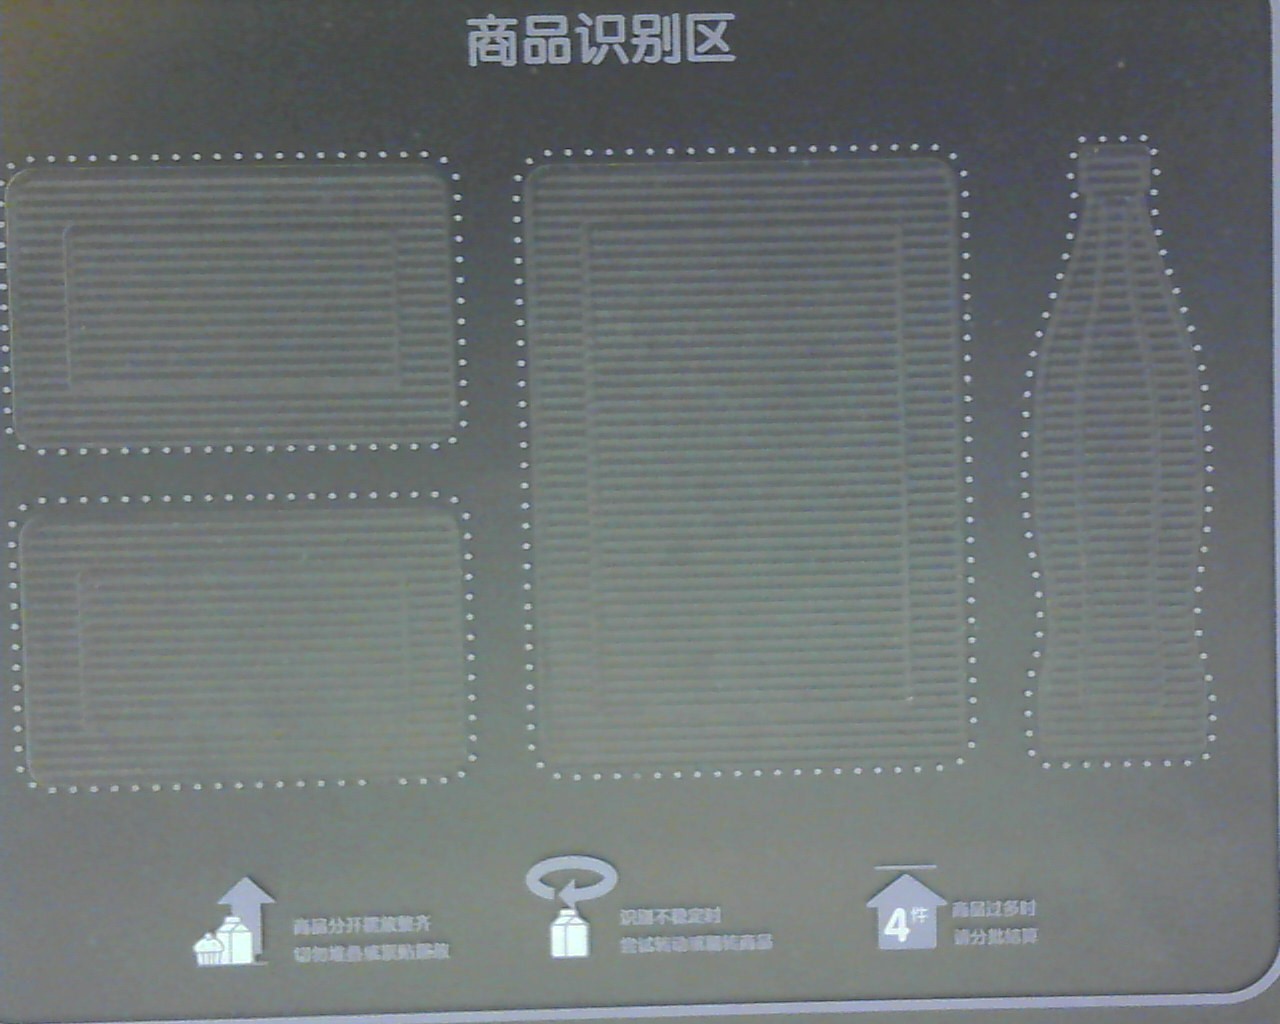 商品识别区
商品分开摆放整齐
切勿堆叠或紧贴摆放
识别不稳定时
尝试转动或翻转商品
4件
商品过多时
请分批结算